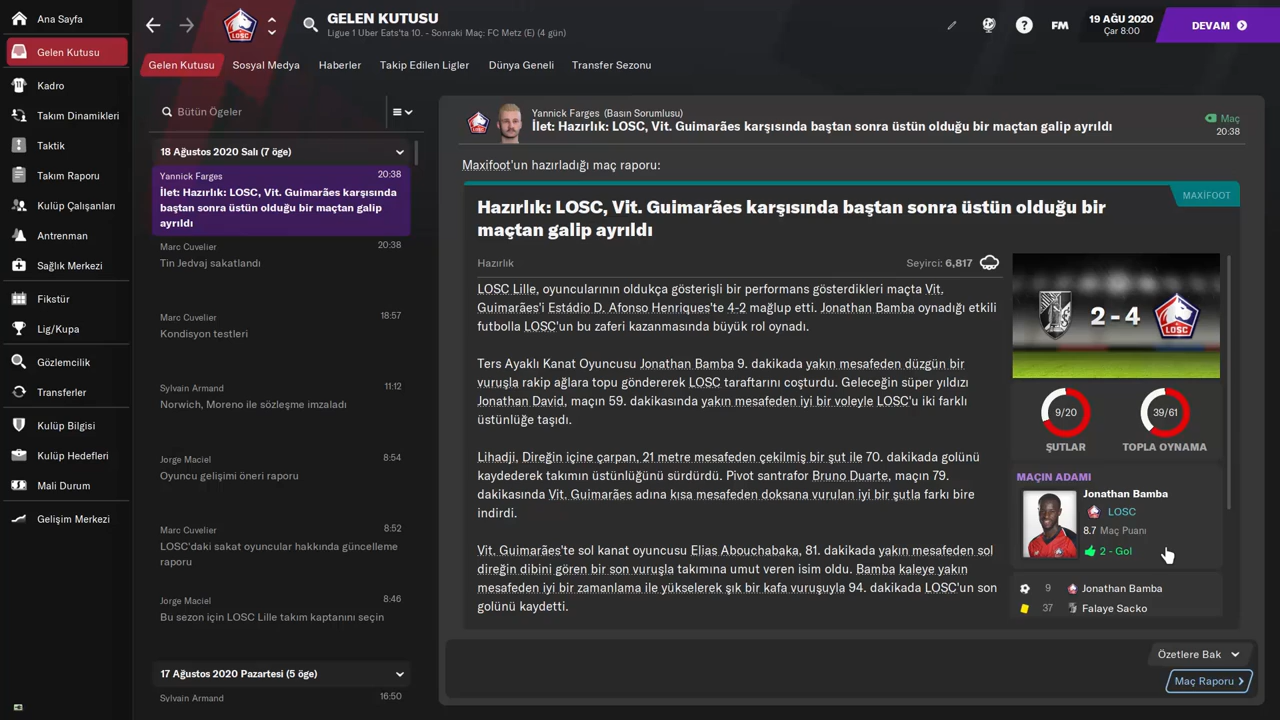 Ana Sayfa
Gelen Kutusu
Kadro
Takım Dinamikleri
Taktik
Takım Raporu
Kulüp Çalışanları
Antrenman
Sağlık Merkezi
Fikstür
Lig/Kupa
Gözlemcilik
Transferler
Kulüp Bilgisi
Kulüp Hedefleri
Mali Durum
Gelişim Merkezi
LOSC
GELEN KUTUSU
Ligue 1 Uber Eats'ta 10. - Sonraki Maç: FC Metz (E) (4 gün)
?
FM
19 AĞU 2020
Çar 8:00
DEVAM
Gelen Kutusu
Sosyal Medya
Haberler
Takip Edilen Ligler
Dünya Geneli
Transfer Sezonu
Bütün Ögeler
18 Ağustos 2020 Salı (7 öge)
Yannick Farges 20:38
İlet: Hazırlık: LOSC, Vit. Guimarães karşısında
baştan sonra üstün olduğu bir maçtan galip
ayrıldı
Marc Cuvelier 20:38
Tin Jedvaj sakatlandı
Marc Cuvelier 18:57
Kondisyon testleri
Sylvain Armand 11:12
Norwich, Moreno ile sözleşme imzaladı
Jorge Maciel 8:54
Oyuncu gelişimi öneri raporu
Marc Cuvelier 8:52
LOSC'daki sakat oyuncular hakkında güncelleme
raporu
Jorge Maciel 8:46
Bu sezon için LOSC Lille takım kaptanını seçin
17 Ağustos 2020 Pazartesi (5 öge)
Sylvain Armand 16:50
Yannick Farges (Basın Sorumlusu)
İlet: Hazırlık: LOSC, Vit. Guimarães karşısında baştan sonra üstün olduğu bir maçtan galip ayrıldı
Maç
20:38
Maxifoot'un hazırladığı maç raporu:
MAXİFOOT
Hazırlık: LOSC, Vit. Guimarães karşısında baştan sonra üstün olduğu bir
maçtan galip ayrıldı
Hazırlık
Seyirci: 6,817
LOSC Lille, oyuncularının oldukça gösterişli bir performans gösterdikleri maçta Vit.
Guimarães'i Estádio D. Afonso Henriques'te 4-2 mağlup etti. Jonathan Bamba oynadığı etkili
futbolla LOSC'un bu zaferi kazanmasında büyük rol oynadı.
Ters Ayaklı Kanat Oyuncusu Jonathan Bamba 9. dakikada yakın mesafeden düzgün bir
vuruşla rakip ağlara topu göndererek LOSC taraftarını coşturdu. Geleceğin süper yıldızı
Jonathan David, maçın 59. dakikasında yakın mesafeden iyi bir voleyle LOSC'u iki farklı
üstünlüğe taşıdı.
Lihadji, Direğin içine çarpan, 21 metre mesafeden çekilmiş bir şut ile 70. dakikada golünü
kaydederek takımın üstünlüğünü sürdürdü. Pivot santrafor Bruno Duarte, maçın 79.
dakikasında Vit. Guimarães adına kısa mesafeden doksana vurulan iyi bir şutla farkı bire
indirdi.
Vit. Guimarães'te sol kanat oyuncusu Elias Abouchabaka, 81. dakikada yakın mesafeden sol
direğin dibini gören bir son vuruşla takımına umut veren isim oldu. Bamba kaleye yakın
mesafeden iyi bir zamanlama ile yükselerek şık bir kafa vuruşuyla 94. dakikada LOSC'un son
golünü kaydetti.
2 - 4
9/20
ŞUTLAR
39/61
TOPLA OYNAMA
MAÇIN ADAMI
Jonathan Bamba
LOSC
8.7 Maç Puanı
2 - Gol
9 Jonathan Bamba
37 Falaye Sacko
Özetlere Bak
Maç Raporu